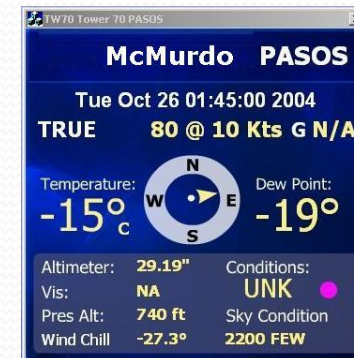 TW70 Tower 70 PASOS
McMurdo PASOS
Tue Oct 26 01:45:00 2004
TRUE 80 @ 10 Kts G N/A
N
Temperature: W E Dew Point:
-15° c -19°
S
Altimeter: 29.19" Conditions:
Vis: NA UNK
Pres Alt: 740 ft Sky Condition
Wind Chill -27.3° 2200 FEW